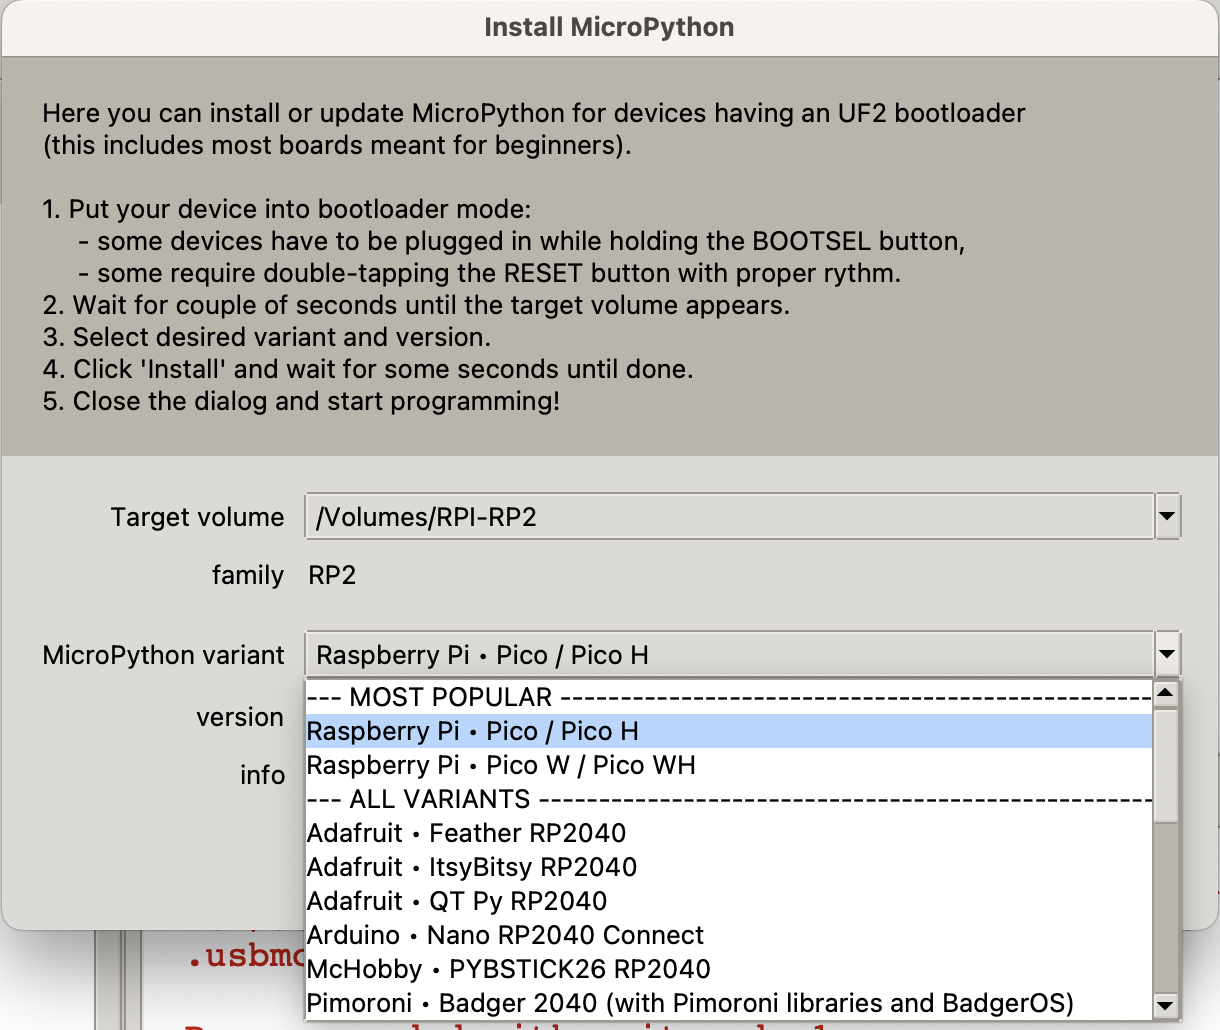 Install MicroPython
Here you can install or update MicroPython for devices having an UF2 bootloader
(this includes most boards meant for beginners).
1. Put your device into bootloader mode:
- some devices have to be plugged in while holding the BOOTSEL button,
- some require double-tapping the RESET button with proper rythm.
2. Wait for couple of seconds until the target volume appears.
3. Select desired variant and version.
4. Click 'Install' and wait for some seconds until done.
5. Close the dialog and start programming!
Target volume /Volumes/RPI-RP2
family RP2
MicroPython variant Raspberry Pi • Pico / Pico H
--- MOST POPULAR --------------------------------------------------
version
Raspberry Pi • Pico / Pico H
Raspberry Pi • Pico W / Pico WH
info
--- ALL VARIANTS ---------------------------------------------------
Adafruit • Feather RP2040
Adafruit • ItsyBitsy RP2040
Adafruit • QT Py RP2040
Arduino • Nano RP2040 Connect
McHobby • PYBSTICK26 RP2040
Pimoroni • Badger 2040 (with Pimoroni libraries and BadgerOS)